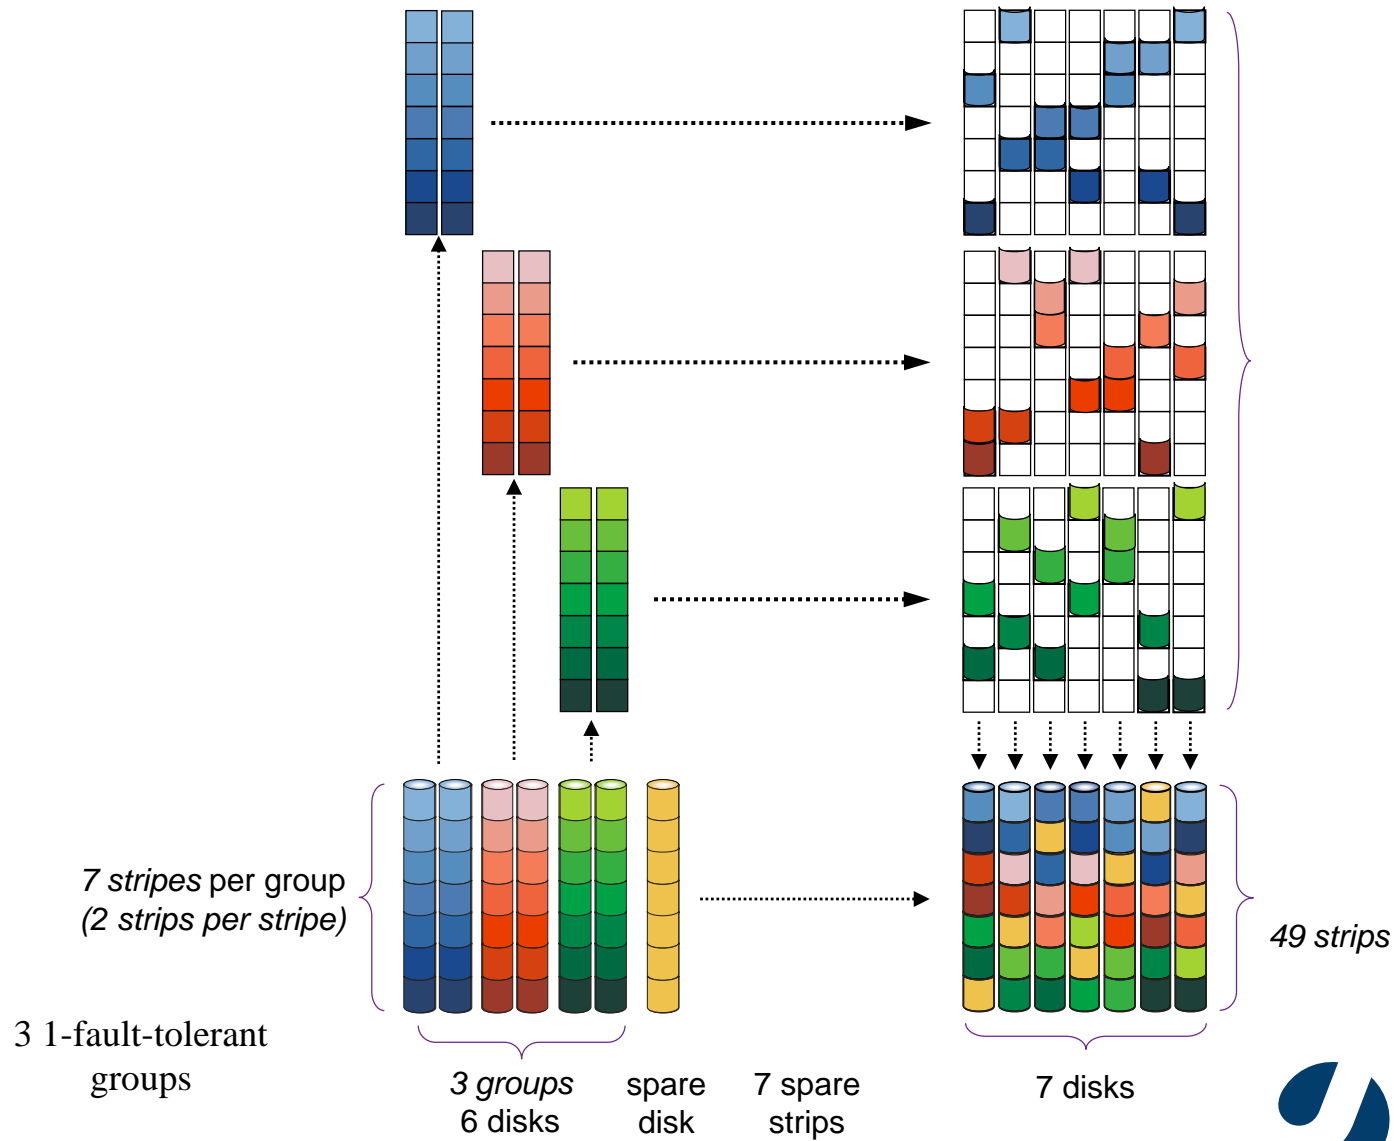 7 stripes per group
(2 strips per stripe)
49 strips
3 1-fault-tolerant
groups
3 groups
6 disks
spare
disk
7 spare
strips
7 disks